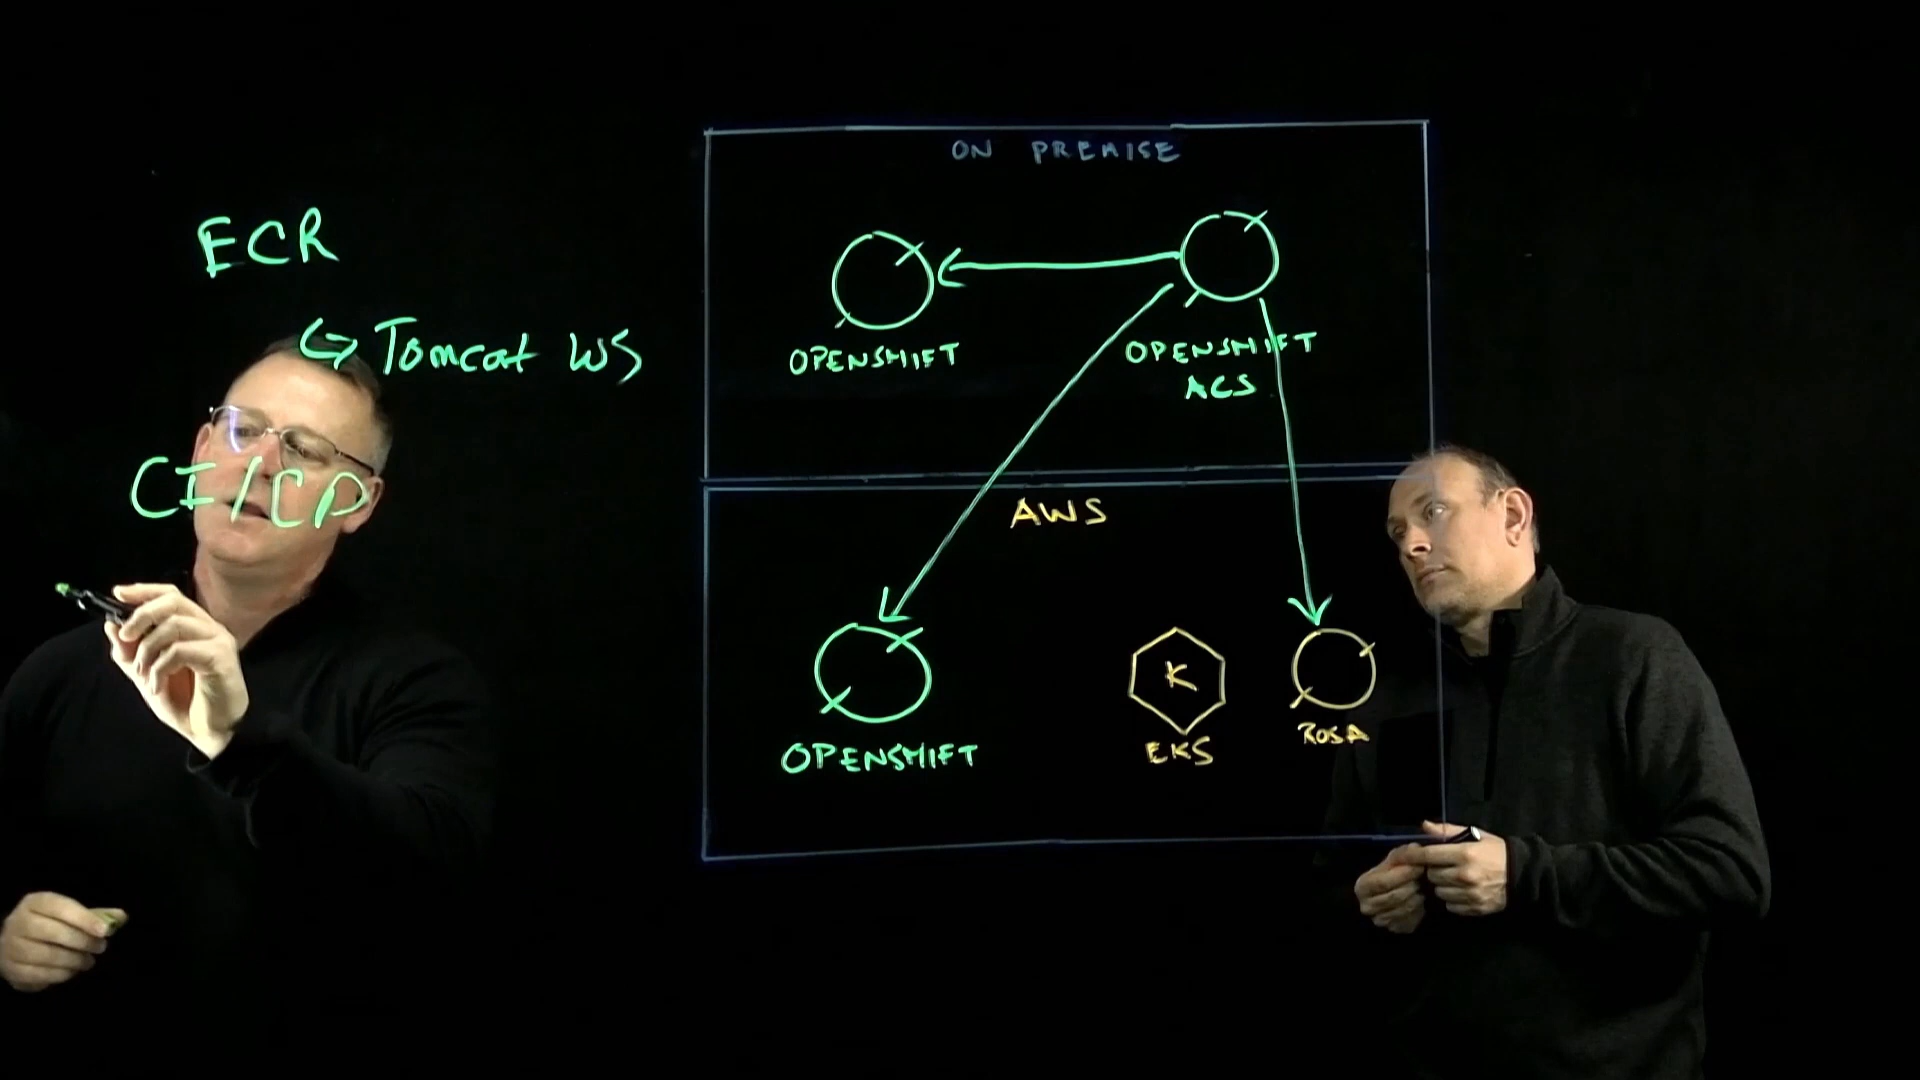 ECR
Tomcat WS
CI/CD
ON PREMISE
OPENSHIFT
OPENSHIFT
ACS
AWS
OPENSHIFT
K
EKS
ROSA